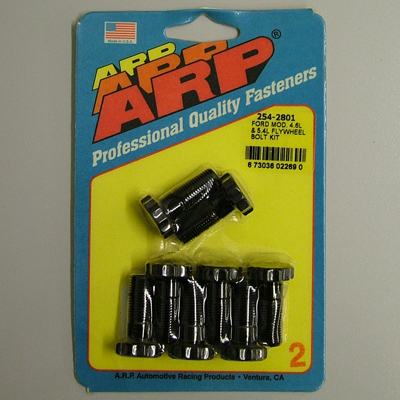 Made in U.S.A.
ARP
ARP
ARP®
Professional Quality Fasteners
254-2801
FORD MOD, 4.6L
& 5.4L FLYWHEEL
BOLT KIT
6 73036 02269 0
2
A.R.P. Automotive Racing Products • Ventura, CA